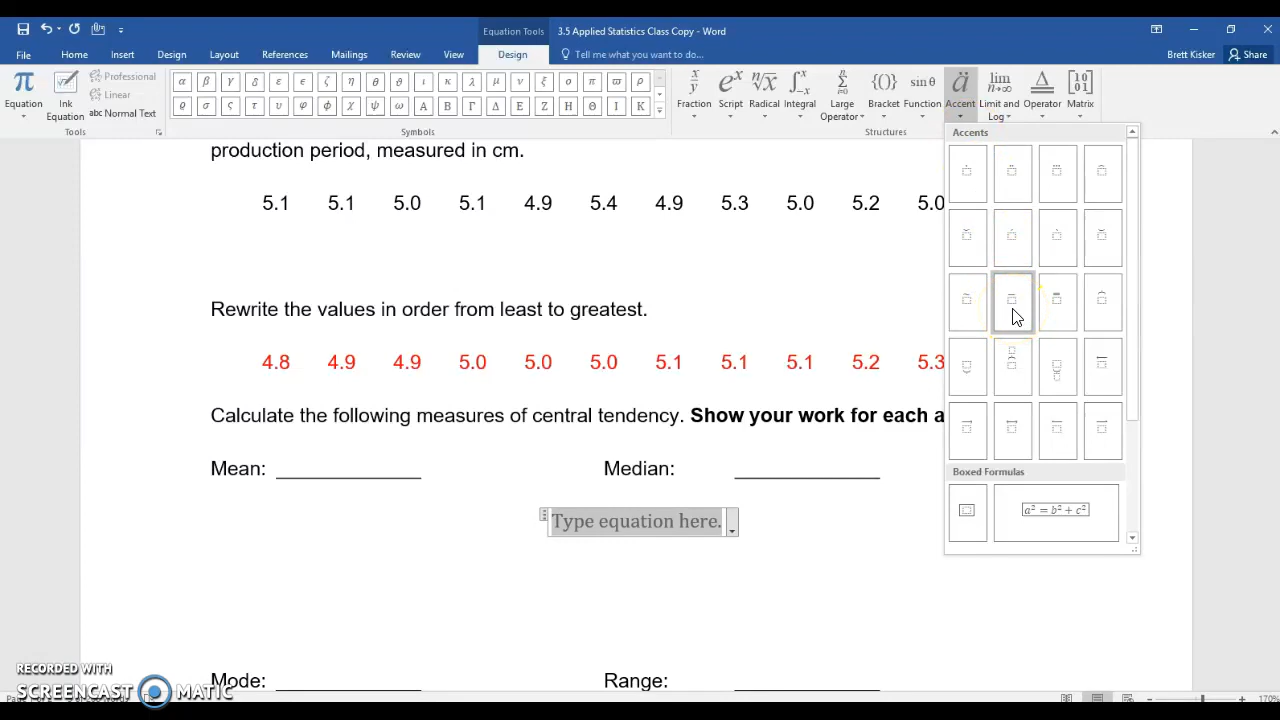 Equation Tools
3.5 Applied Statistics Class Copy - Word
File Home Insert Design Layout References Mailings Review View Design Tell me what you want to do... Brett Kisker Share
π Equation
Ink Equation
Professional
Linear
abc Normal Text
Tools
α β γ δ ε ϵ ζ η θ ϑ ι κ λ μ ν ξ ο π ϖ ρ
ϱ σ ς τ υ φ ϕ χ ψ ω Α Β Γ Δ Ε Ζ Η Θ Ι Κ
Symbols
Fraction Script Radical Integral Large Operator Bracket Function Accent Limit and Log Operator Matrix
Structures
Accents
Boxed Formulas
a² = b² + c²
production period, measured in cm.
5.1 5.1 5.0 5.1 4.9 5.4 4.9 5.3 5.0 5.2 5.0
Rewrite the values in order from least to greatest.
4.8 4.9 4.9 5.0 5.0 5.0 5.1 5.1 5.1 5.2 5.3
Calculate the following measures of central tendency. Show your work for each a
Mean: Median:
Type equation here.
Mode: Range:
RECORDED WITH
SCREENCAST MATIC
170%